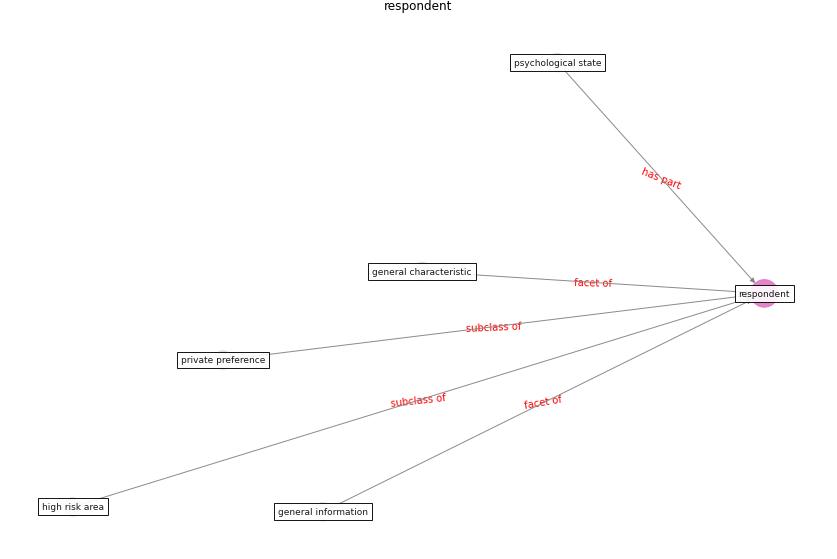 respondent
psychological state
has part
general characteristic
facet of
respondent
subclass of
private preference
subclass of
facet of
high risk area
general information